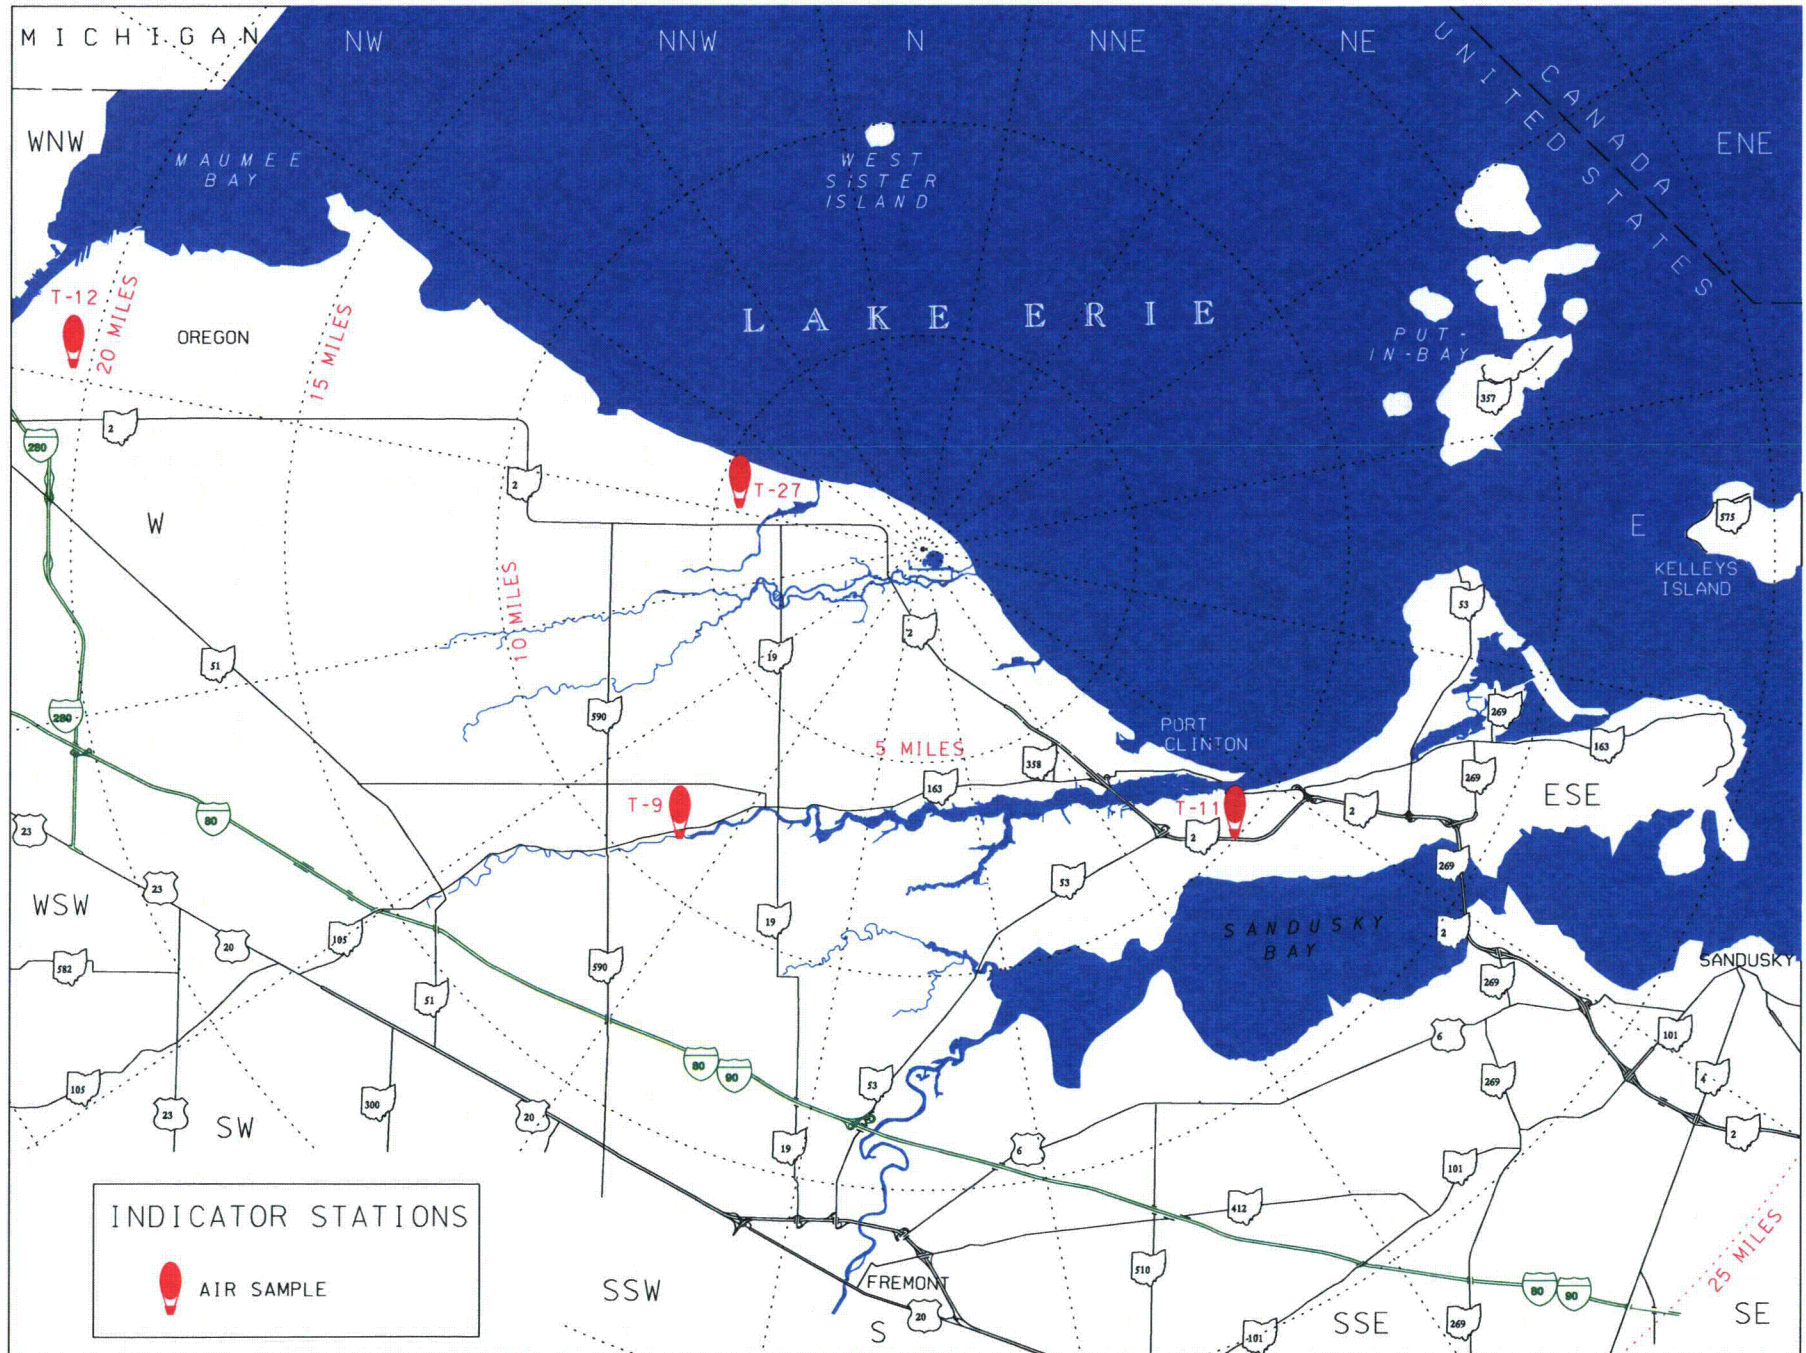 MICHIGAN
NW
NNW
N
NNE
NE
UNITED STATES
CANADA
WNW
MAUMEE
BAY
WEST
SISTER
ISLAND
ENE
T-12
20 MILES
OREGON
15 MILES
LAKE ERIE
PUT-
IN-BAY
357
2
280
2
T-27
W
575
E
KELLEYS
ISLAND
10 MILES
53
2
51
19
280
590
269
PORT
CLINTON
5 MILES
358
163
163
269
ESE
T-9
T-11
2
2
80
23
269
53
23
WSW
19
20
105
SANDUSKY
BAY
2
582
590
SANDUSKY
51
269
6
101
80
90
53
269
4
105
23
300
20
SW
19
6
2
101
412
INDICATOR STATIONS
AIR SAMPLE
510
FREMONT
SSW
80
90
25 MILES
20
S
101
SSE
269
SE